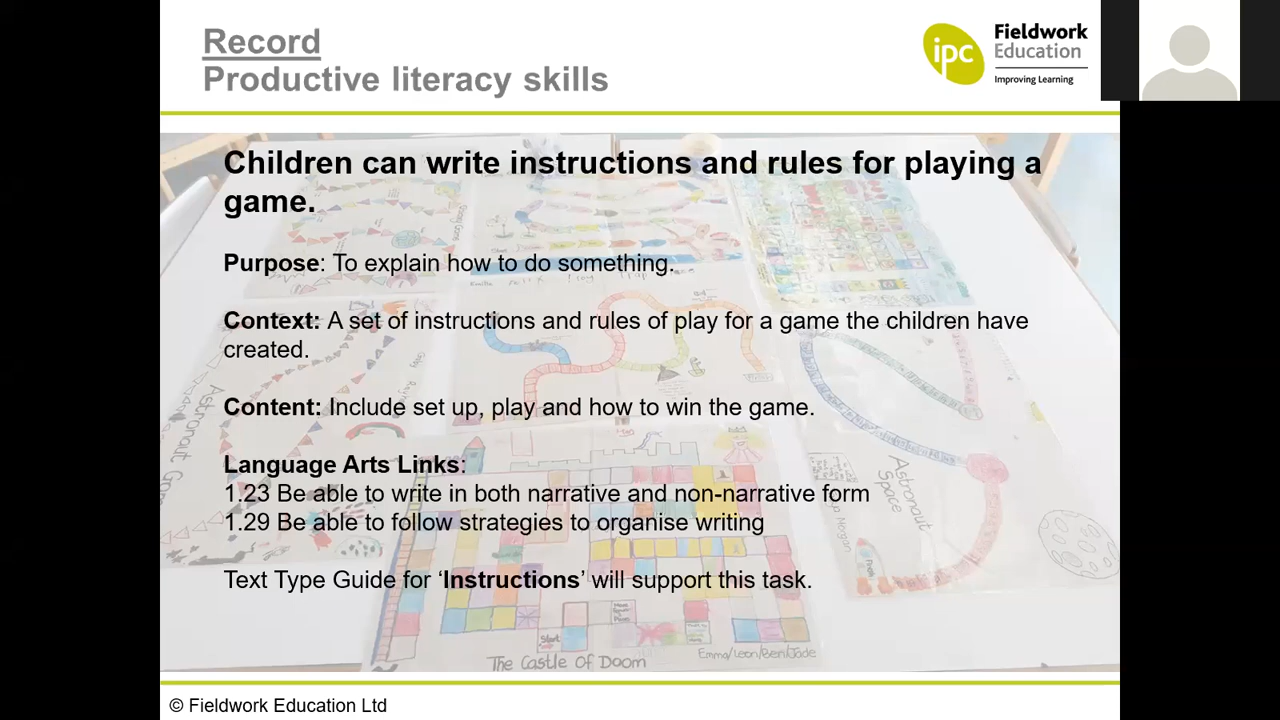 Record
Productive literacy skills
ipc
Fieldwork
Education
Improving Learning
Children can write instructions and rules for playing a
game.
Purpose: To explain how to do something.
Context: A set of instructions and rules of play for a game the children have
created.
Content: Include set up, play and how to win the game.
Language Arts Links:
1.23 Be able to write in both narrative and non-narrative form
1.29 Be able to follow strategies to organise writing
Text Type Guide for ‘Instructions’ will support this task.
Astronaut
Space
Astronaut
Start
The Castle Of Doom
© Fieldwork Education Ltd